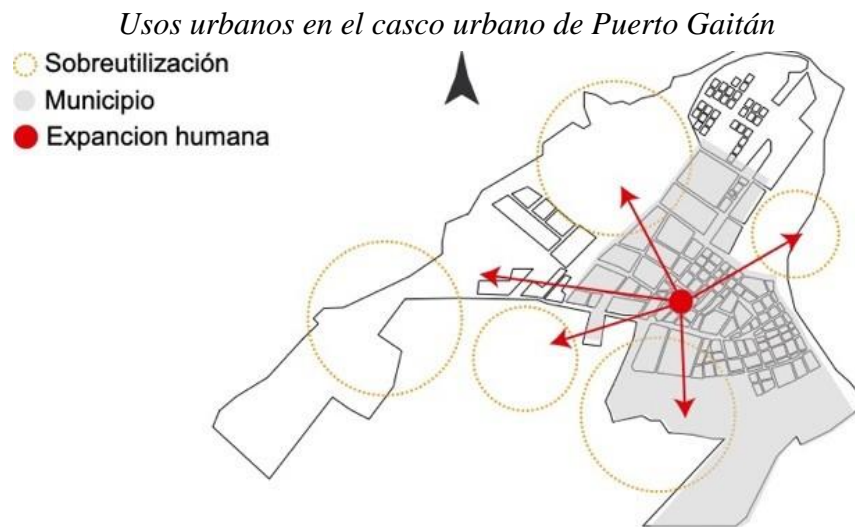 Usos urbanos en el casco urbano de Puerto Gaitán
Sobreutilización
Municipio
Expancion humana